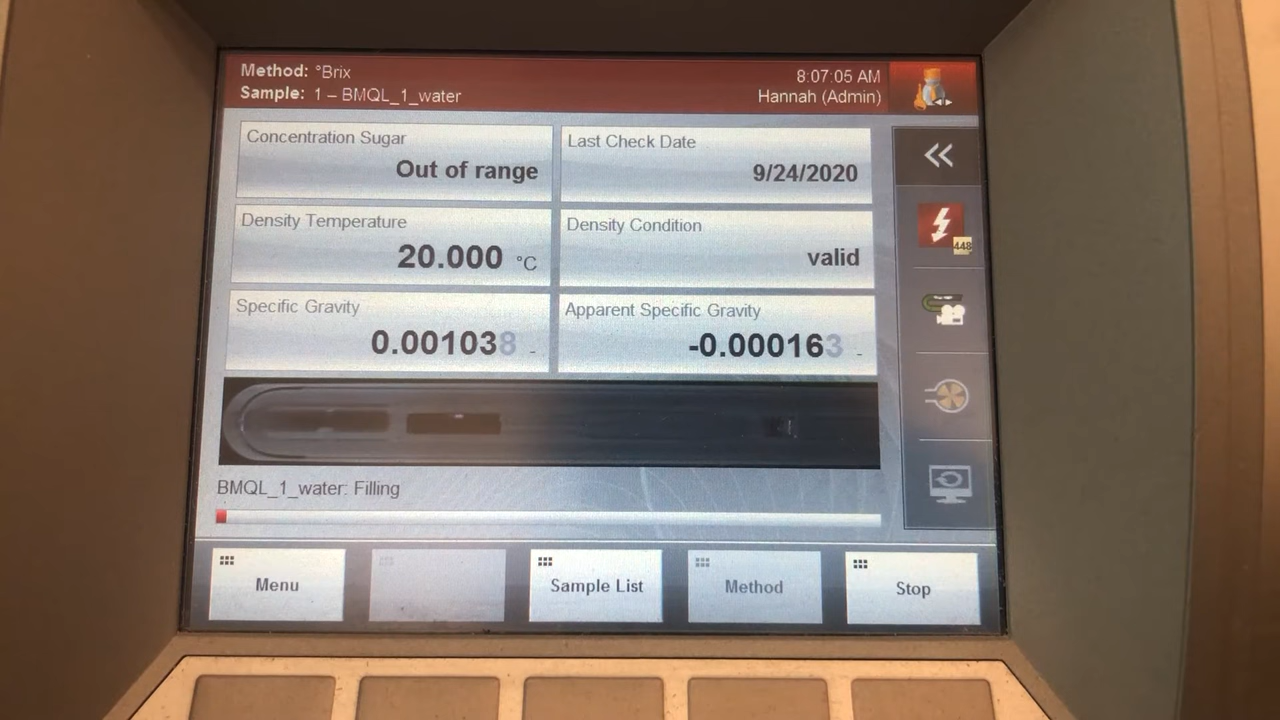 Method: °Brix
Sample: 1 – BMQL_1_water
8:07:05 AM
Hannah (Admin)
Concentration Sugar
Out of range
Last Check Date
9/24/2020
Density Temperature
20.000 °C
Density Condition
valid
Specific Gravity
0.001038 -
Apparent Specific Gravity
-0.000163 -
448
BMQL_1_water: Filling
Menu
Sample List
Method
Stop